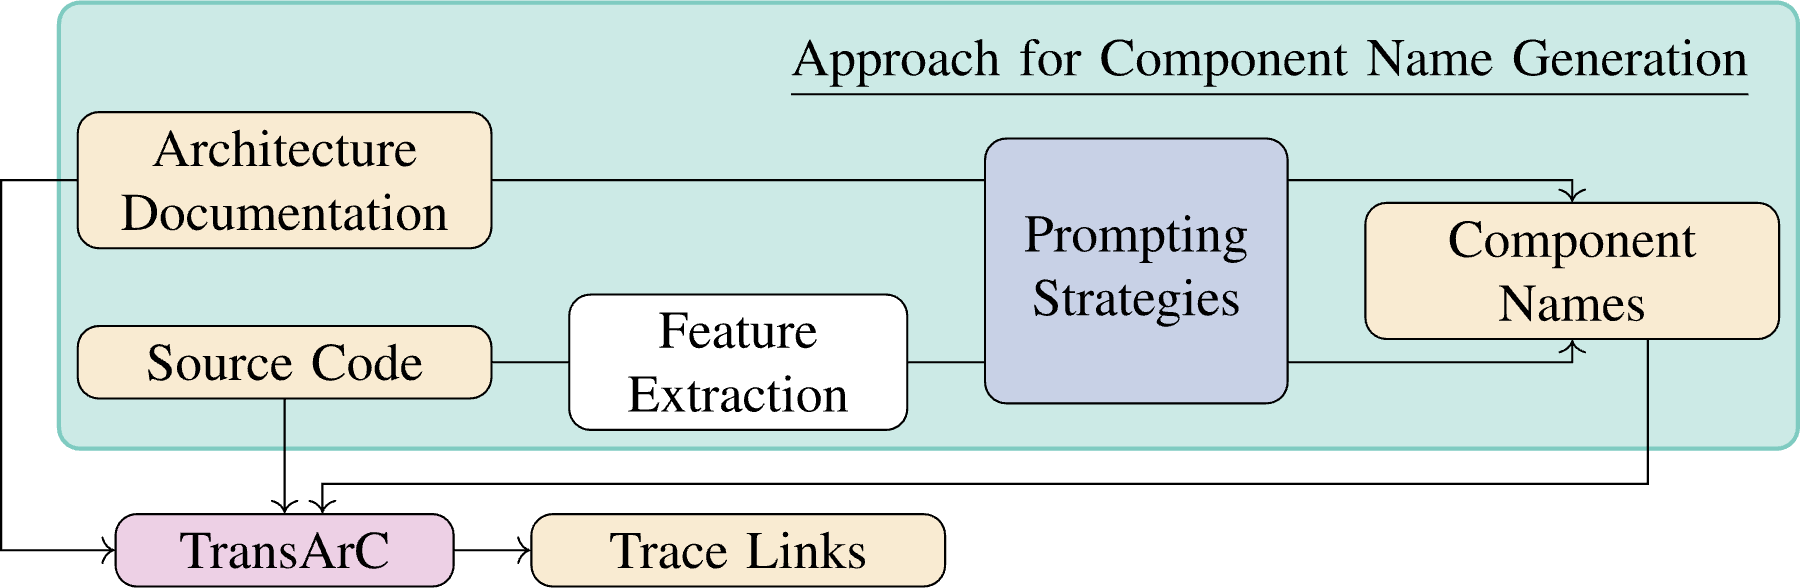 Approach for Component Name Generation
Architecture
Documentation
Prompting
Strategies
Component
Names
Source Code
Feature
Extraction
TransArC
Trace Links